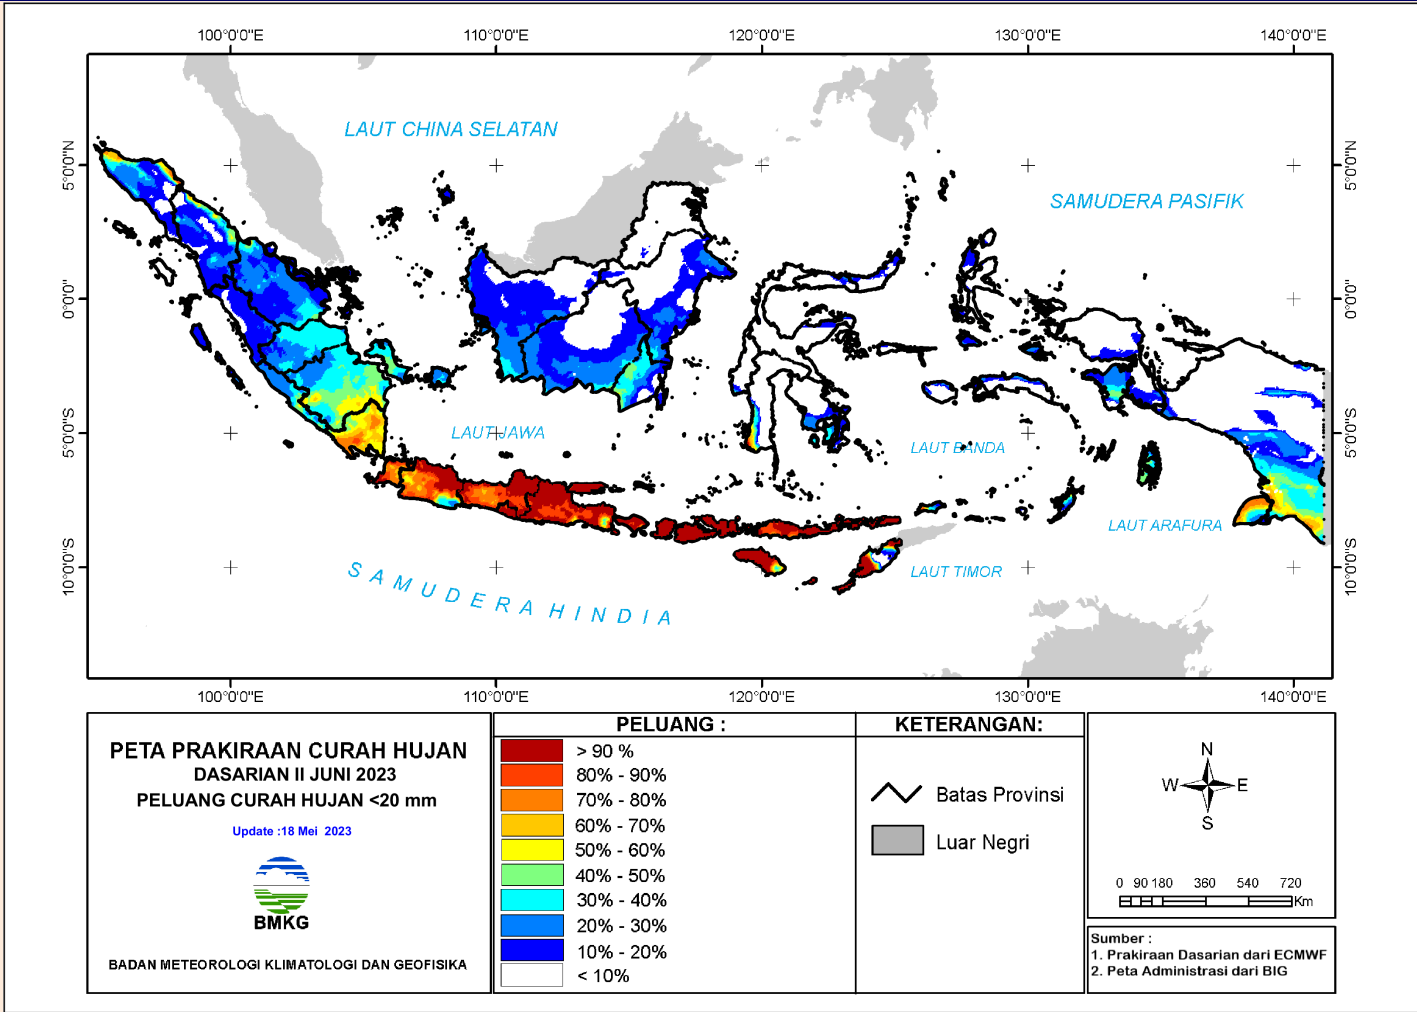 100°0'0"E 110°0'0"E 120°0'0"E 130°0'0"E 140°0'0"E
5°0'0"N 5°0'0"N
0°0'0" 0°0'0"
5°0'0"S 5°0'0"S
10°0'0"S 10°0'0"S
LAUT CHINA SELATAN
SAMUDERA PASIFIK
LAUT JAWA
LAUT BANDA
LAUT ARAFURA
LAUT TIMOR
SAMUDERA HINDIA
100°0'0"E 110°0'0"E 120°0'0"E 130°0'0"E 140°0'0"E
PETA PRAKIRAAN CURAH HUJAN
DASARIAN II JUNI 2023
PELUANG CURAH HUJAN <20 mm
Update :18 Mei 2023
BMKG
BADAN METEOROLOGI KLIMATOLOGI DAN GEOFISIKA
PELUANG :
> 90 %
80% - 90%
70% - 80%
60% - 70%
50% - 60%
40% - 50%
30% - 40%
20% - 30%
10% - 20%
< 10%
KETERANGAN:
Batas Provinsi
Luar Negri
N
W E
S
0 90 180 360 540 720
Km
Sumber :
1. Prakiraan Dasarian dari ECMWF
2. Peta Administrasi dari BIG